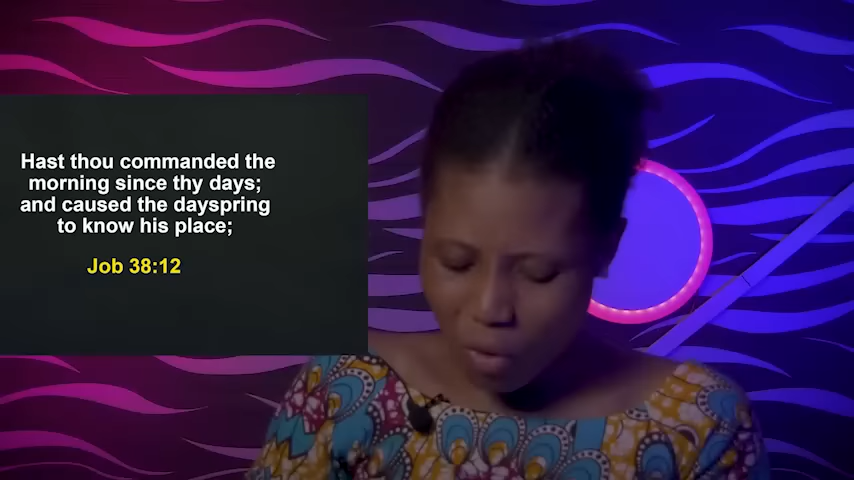 Hast thou commanded the
morning since thy days;
and caused the dayspring
to know his place;
Job 38:12